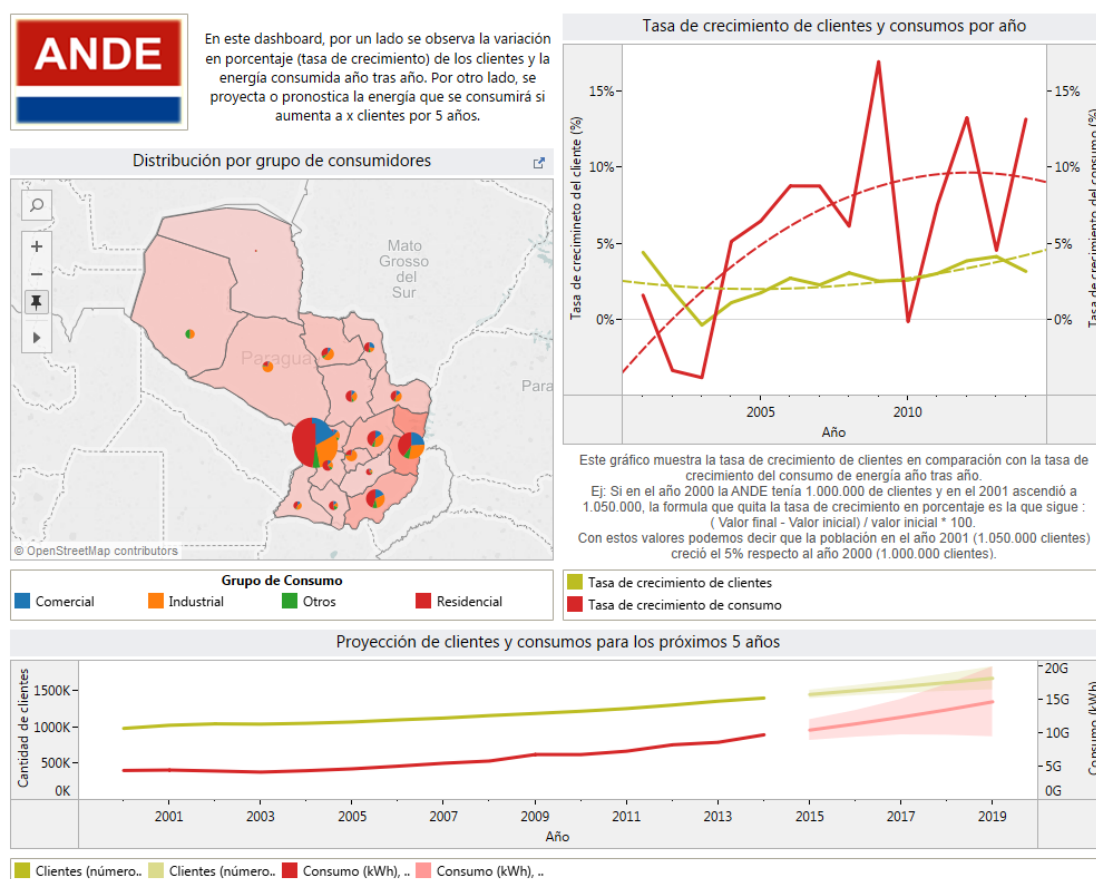 ANDE
En este dashboard, por un lado se observa la variación
en porcentaje (tasa de crecimiento) de los clientes y la
energía consumida año tras año. Por otro lado, se
proyecta o pronostica la energía que se consumirá si
aumenta a x clientes por 5 años.
Distribución por grupo de consumidores
Mato
Grosso
do
Sur
Paragua
Para
© OpenStreetMap contributors
Grupo de Consumo
Comercial
Industrial
Otros
Residencial
Tasa de crecimiento de clientes y consumos por año
Tasa de crecimineto del cliente (%)
15%
10%
5%
0%
15%
10%
5%
0%
Tasa de crecimiento del consumo (%)
2005
2010
Año
Este gráfico muestra la tasa de crecimiento de clientes en comparación con la tasa de
crecimiento del consumo de energía año tras año.
Ej: Si en el año 2000 la ANDE tenía 1.000.000 de clientes y en el 2001 ascendió a
1.050.000, la formula que quita la tasa de crecimiento en porcentaje es la que sigue :
( Valor final - Valor inicial) / valor inicial * 100.
Con estos valores podemos decir que la población en el año 2001 (1.050.000 clientes)
creció el 5% respecto al año 2000 (1.000.000 clientes).
Tasa de crecimiento de clientes
Tasa de crecimiento de consumo
Proyección de clientes y consumos para los próximos 5 años
Cantidad de clientes
1500K
1000K
500K
0K
20G
15G
10G
5G
0G
Consumo (kWh)
2001
2003
2005
2007
2009
2011
2013
2015
2017
2019
Año
Clientes (número..
Clientes (número..
Consumo (kWh), ..
Consumo (kWh), ..